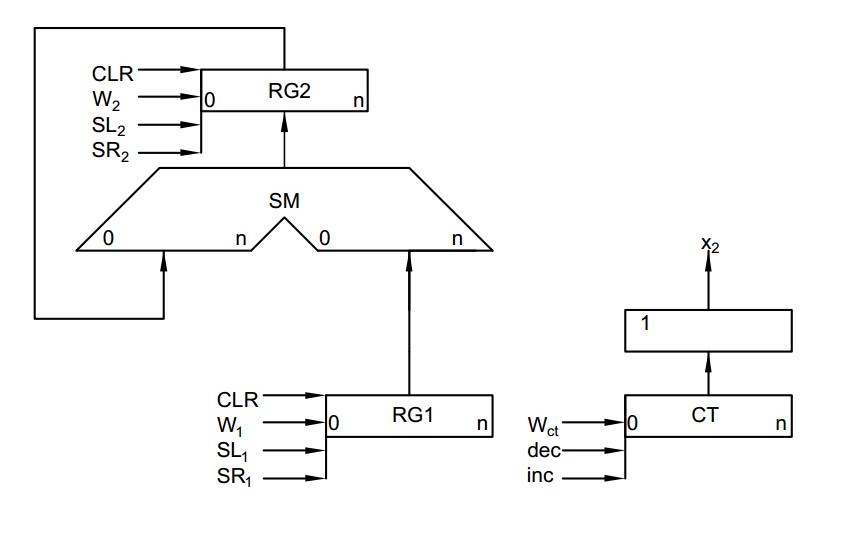 CLR
W2
SL2
SR2
0 RG2 n
SM
0 n 0 n
x2
1
CLR
W1
SL1
SR1
0 RG1 n
Wct
dec
inc
0 CT n